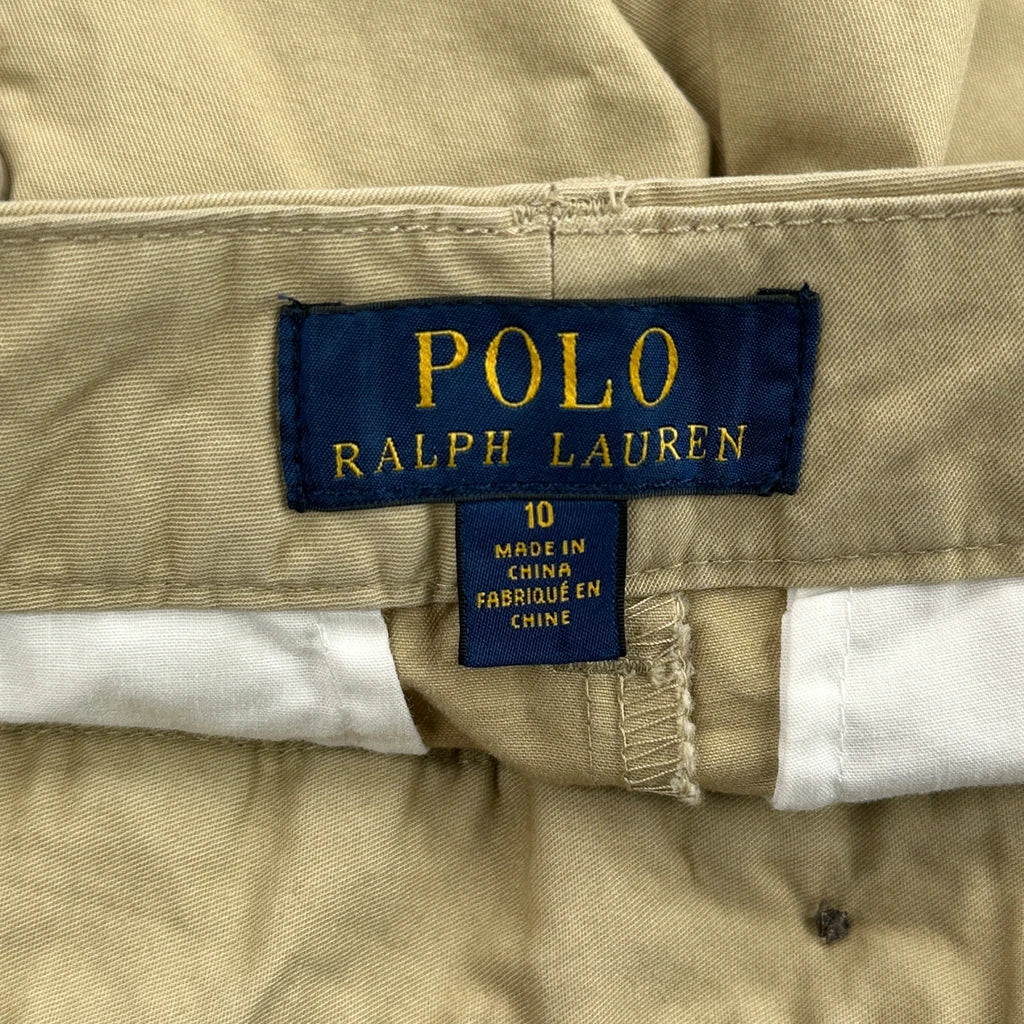 POLO
RALPH LAUREN
10
MADE IN
CHINA
FABRIQUÉ EN
CHINE